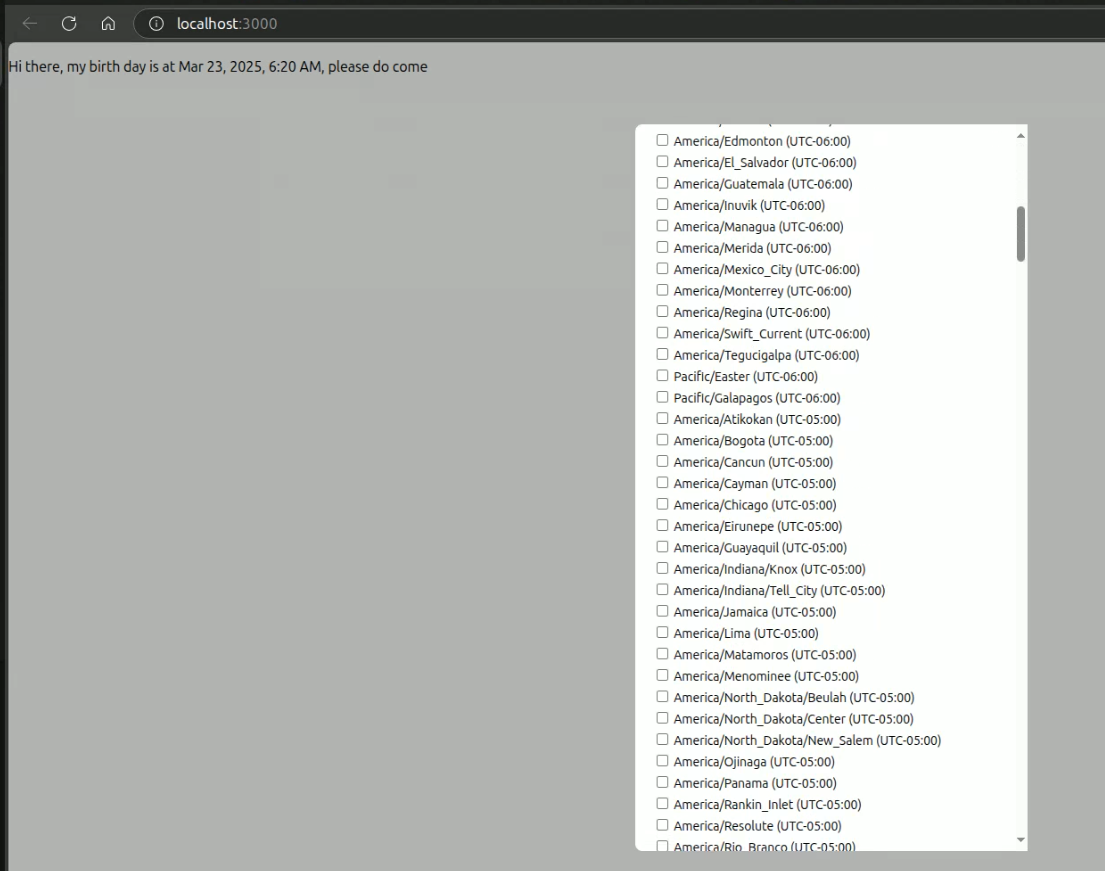 localhost:3000
Hi there, my birth day is at Mar 23, 2025, 6:20 AM, please do come
America/Edmonton (UTC-06:00)
America/El_Salvador (UTC-06:00)
America/Guatemala (UTC-06:00)
America/Inuvik (UTC-06:00)
America/Managua (UTC-06:00)
America/Merida (UTC-06:00)
America/Mexico_City (UTC-06:00)
America/Monterrey (UTC-06:00)
America/Regina (UTC-06:00)
America/Swift_Current (UTC-06:00)
America/Tegucigalpa (UTC-06:00)
Pacific/Easter (UTC-06:00)
Pacific/Galapagos (UTC-06:00)
America/Atikokan (UTC-05:00)
America/Bogota (UTC-05:00)
America/Cancun (UTC-05:00)
America/Cayman (UTC-05:00)
America/Chicago (UTC-05:00)
America/Eirunepe (UTC-05:00)
America/Guayaquil (UTC-05:00)
America/Indiana/Knox (UTC-05:00)
America/Indiana/Tell_City (UTC-05:00)
America/Jamaica (UTC-05:00)
America/Lima (UTC-05:00)
America/Matamoros (UTC-05:00)
America/Menominee (UTC-05:00)
America/North_Dakota/Beulah (UTC-05:00)
America/North_Dakota/Center (UTC-05:00)
America/North_Dakota/New_Salem (UTC-05:00)
America/Ojinaga (UTC-05:00)
America/Panama (UTC-05:00)
America/Rankin_Inlet (UTC-05:00)
America/Resolute (UTC-05:00)
America/Rio_Branco (UTC-05:00)